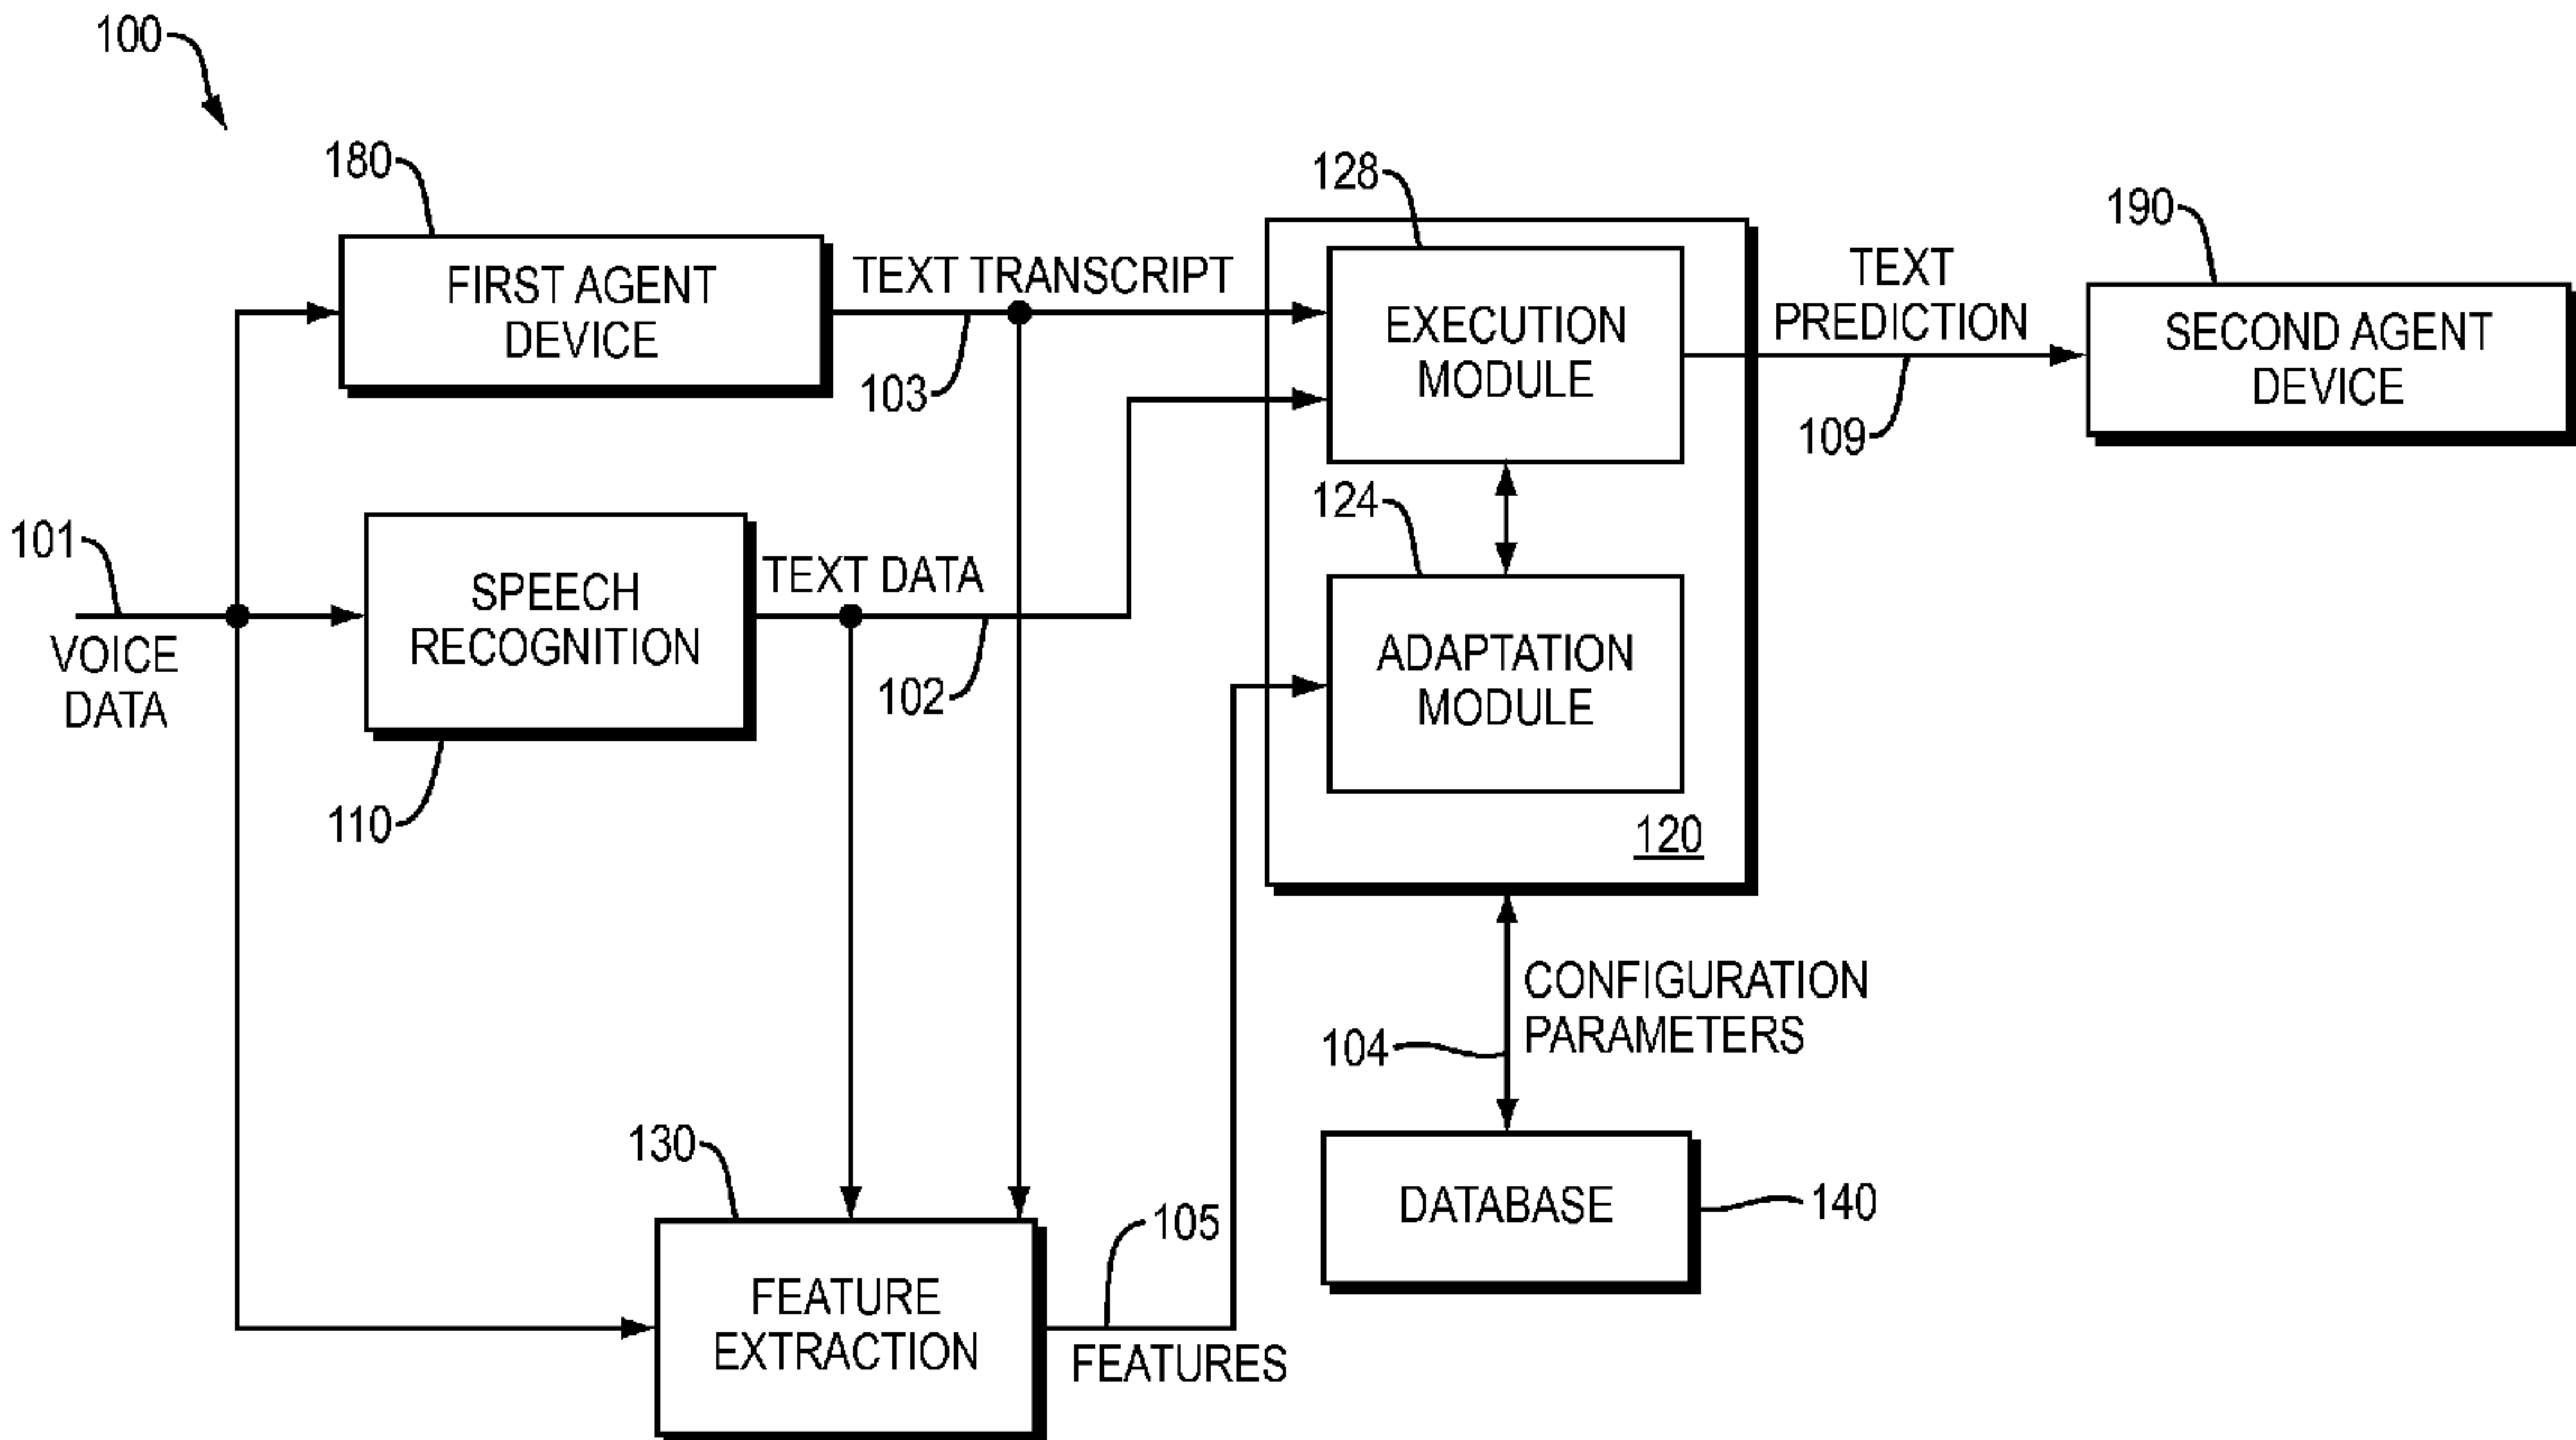 100
180
128
190
FIRST AGENT
DEVICE
TEXT TRANSCRIPT
103
EXECUTION
MODULE
TEXT
PREDICTION
109
SECOND AGENT
DEVICE
101
VOICE
DATA
SPEECH
RECOGNITION
110
TEXT DATA
102
124
ADAPTATION
MODULE
120
104
CONFIGURATION
PARAMETERS
130
FEATURE
EXTRACTION
105
FEATURES
DATABASE
140